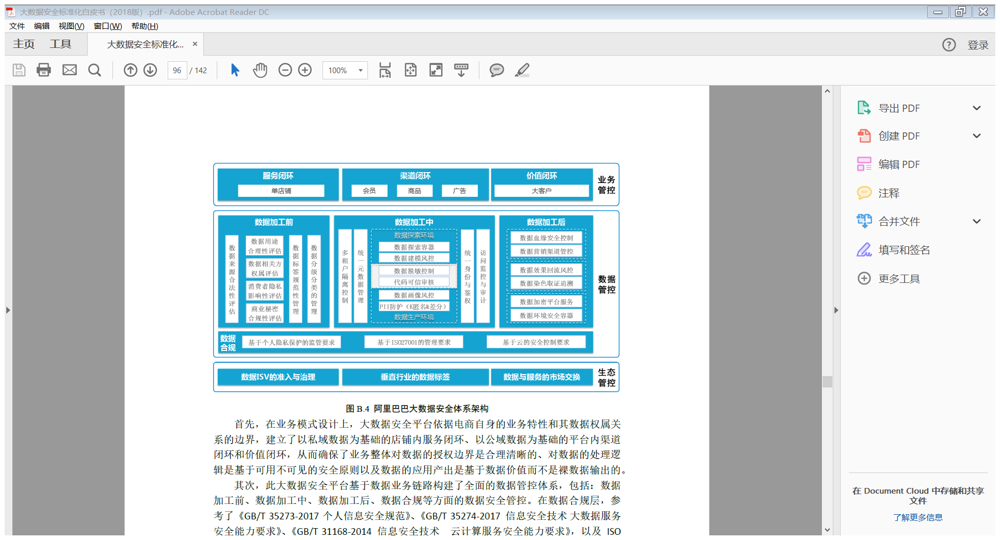 大数据安全标准化白皮书（2018版）.pdf - Adobe Acrobat Reader DC
文件 编辑 视图(V) 窗口(W) 帮助(H)
主页 工具 大数据安全标准化... × ? 登录
96 / 142 100%
服务闭环
单店铺
渠道闭环
会员 商品 广告
价值闭环
大客户
业务
管控
数据加工前
数据来源合法性评估
数据用途
合理性评估
数据相关方
权属评估
消费者隐私
影响性评估
商业秘密
合规性评估
数据标签规范性管理
数据分级分类的管理
数据加工中
多租户隔离控制
统一元数据管理
数据探索环境
数据探索容器
数据建模风控
数据脱敏控制
代码可信审核
数据画像风控
PII防护（K匿名&差分）
数据生产环境
统一身份与鉴权
访问监控与审计
数据加工后
数据血缘安全控制
数据营销渠道管控
数据效果回流风控
数据染色取证追溯
数据加密平台服务
数据环境安全容器
数据
管控
数据
合规
基于个人隐私保护的监管要求 基于ISO27001的管理要求 基于云的安全控制要求
数据ISV的准入与治理 垂直行业的数据标签 数据与服务的市场交换
生态
管控
图 B.4 阿里巴巴大数据安全体系架构
首先，在业务模式设计上，大数据安全平台依据电商自身的业务特性和其数据权属关
系的边界，建立了以私域数据为基础的店铺内服务闭环、以公域数据为基础的平台内渠道
闭环和价值闭环，从而确保了业务整体对数据的授权边界是合理清晰的、对数据的处理逻
辑是基于可用不可见的安全原则以及数据的应用产出是基于数据价值而不是裸数据输出的。
其次，此大数据安全平台基于数据业务链路构建了全面的数据管控体系，包括：数据
加工前、数据加工中、数据加工后、数据合规等方面的数据安全管控。在数据合规层，参
考了《GB/T 35273-2017 个人信息安全规范》、《GB/T 35274-2017 信息安全技术 大数据服务
安全能力要求》、《GB/T 31168-2014 信息安全技术 云计算服务安全能力要求》，以及 ISO
导出 PDF
创建 PDF
编辑 PDF
注释
合并文件
填写和签名
更多工具
在 Document Cloud 中存储和共享
文件
了解更多信息